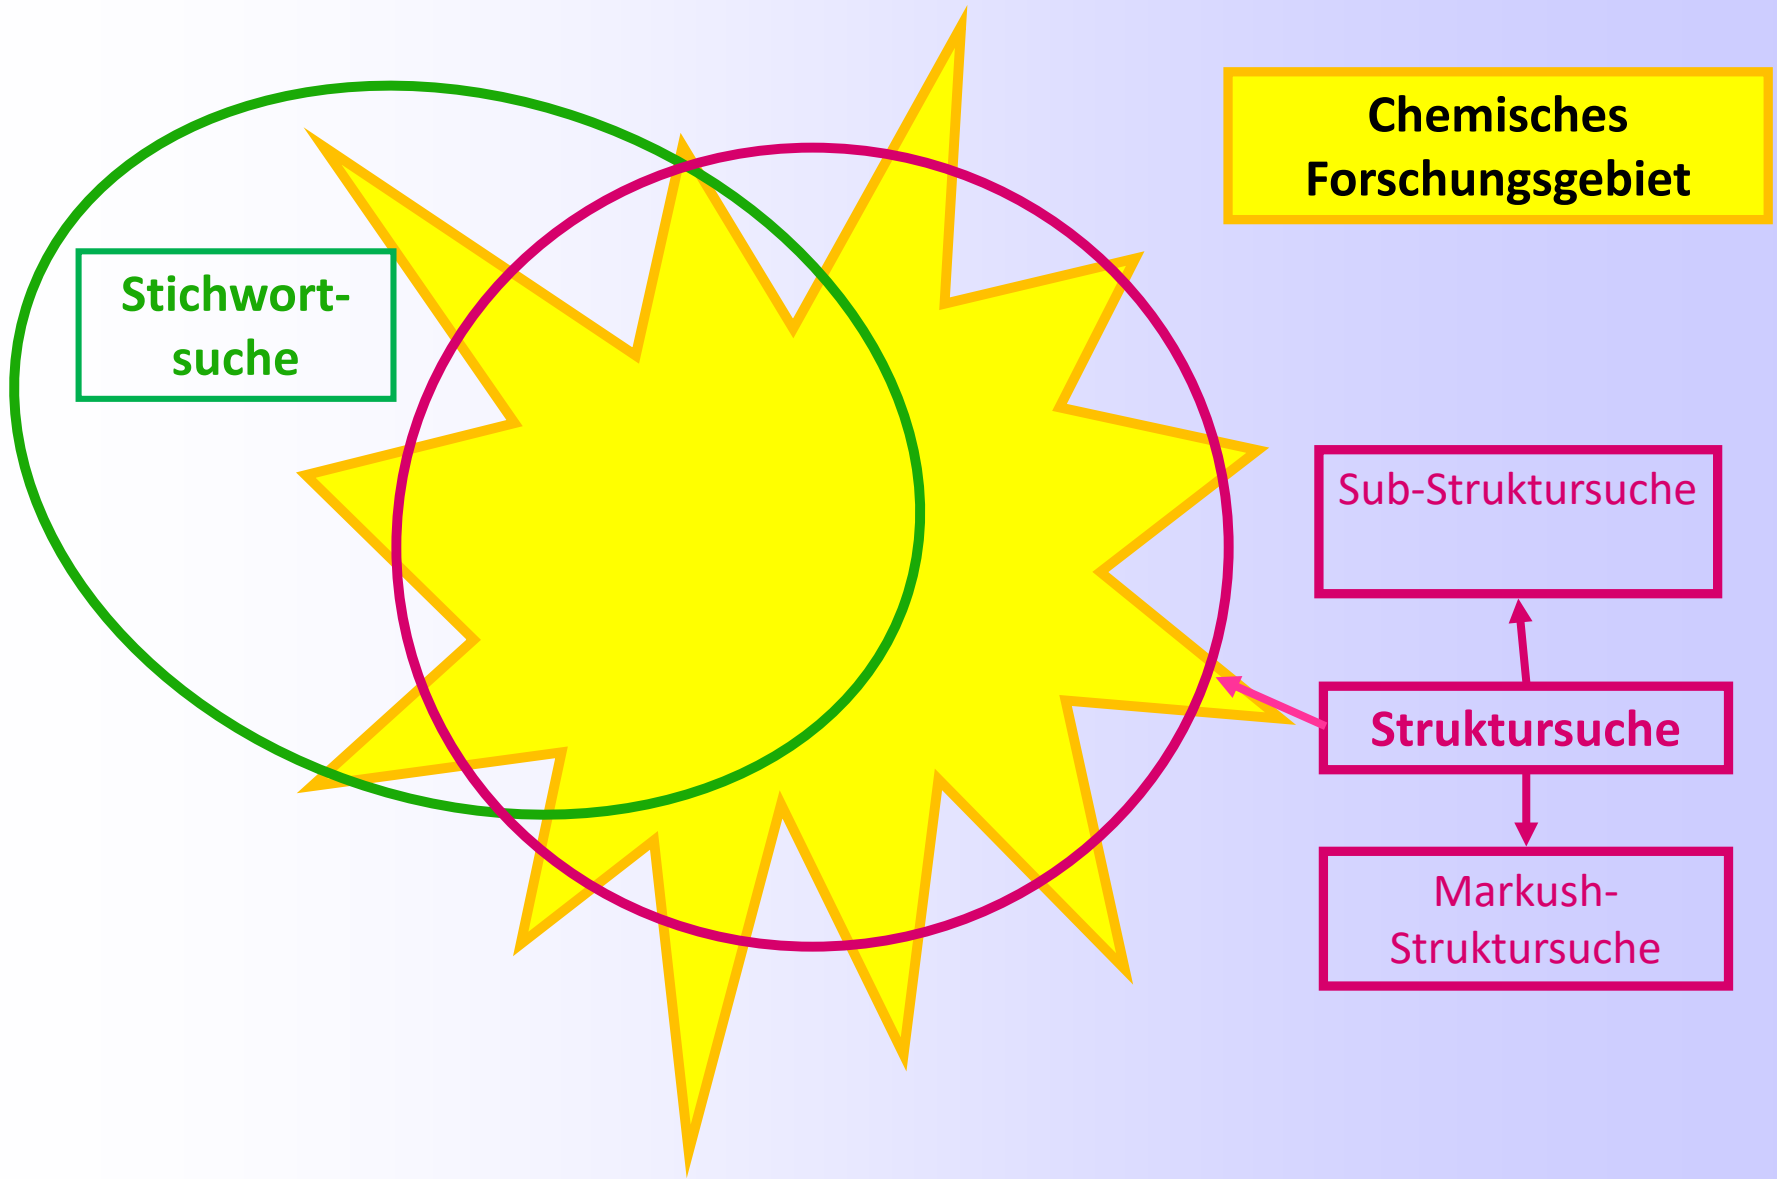 Chemisches
Forschungsgebiet
Stichwort-
suche
Sub-Struktursuche
Struktursuche
Markush-
Struktursuche